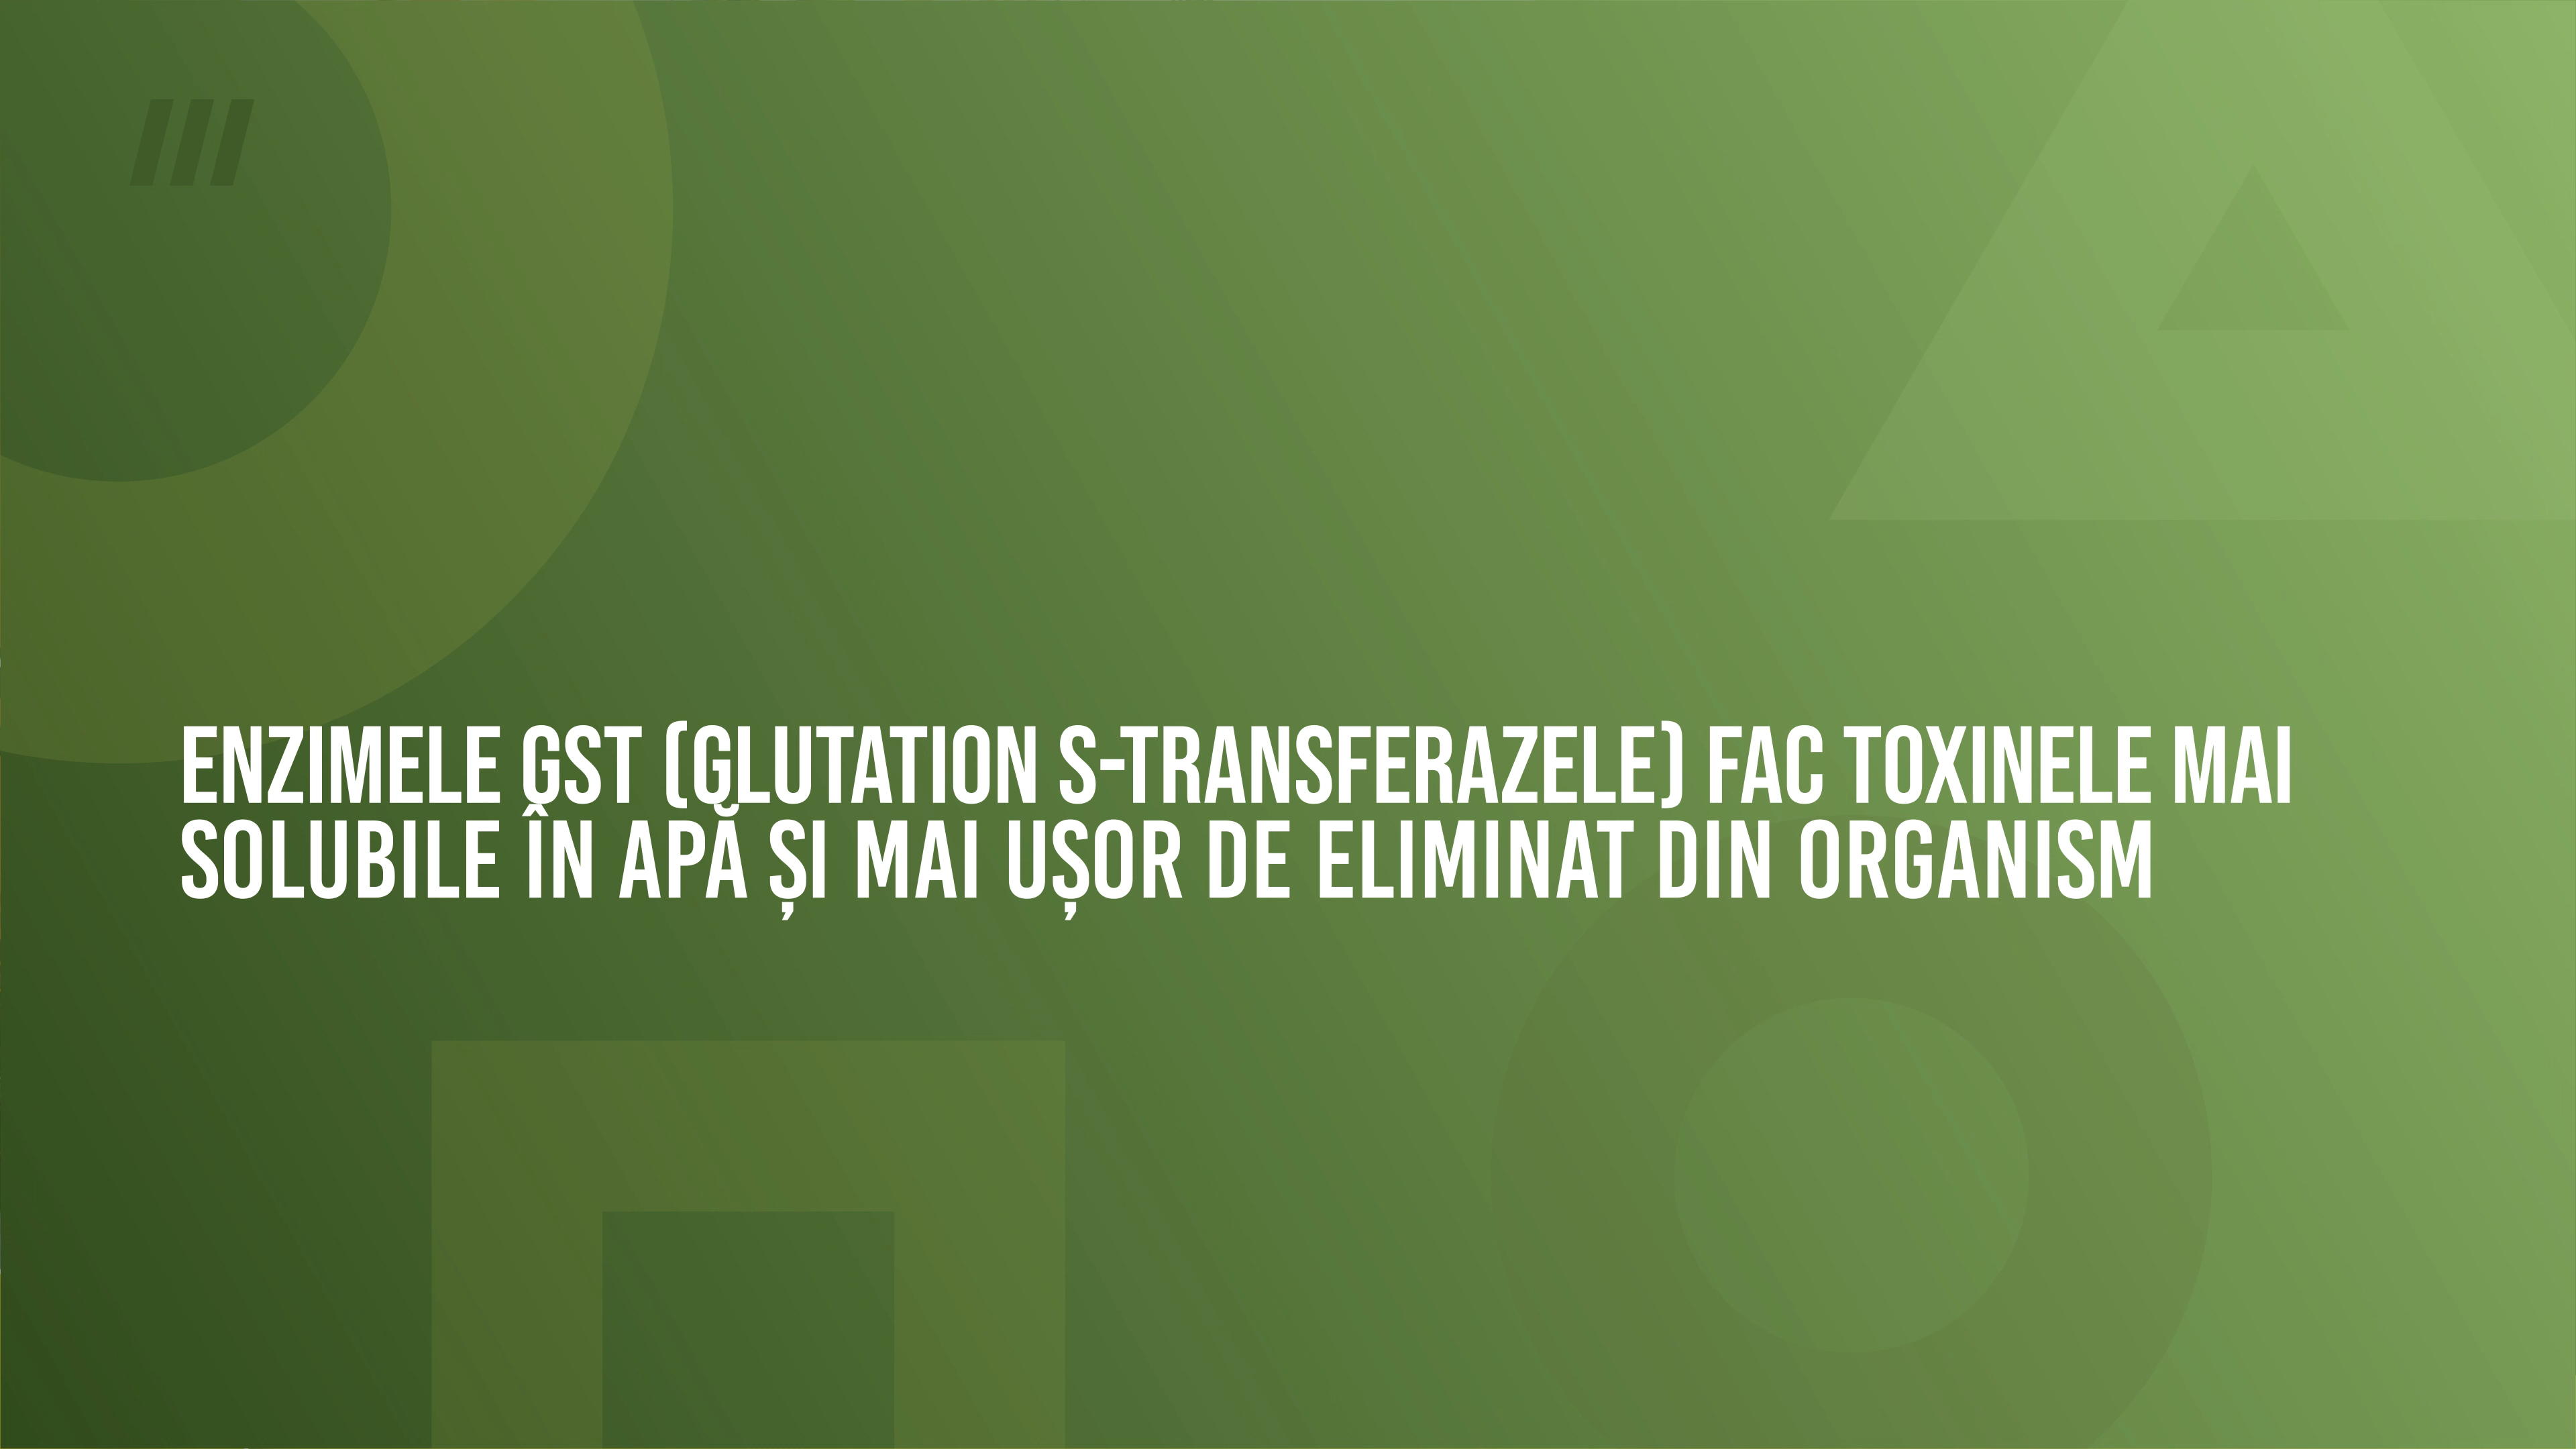 ENZIMELE GST (GLUTATION S-TRANSFERAZELE) FAC TOXINELE MAI
SOLUBILE ÎN APĂ ȘI MAI UȘOR DE ELIMINAT DIN ORGANISM